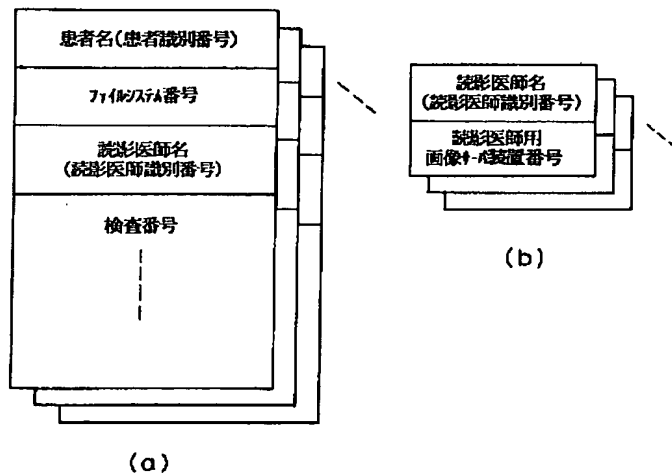 患者名(患者識別番号)
ファイルシステム番号
読影医師名
(読影医師識別番号)
検査番号
(a)
読影医師名
(読影医師識別番号)
読影医師用
画像サーバ装置番号
(b)